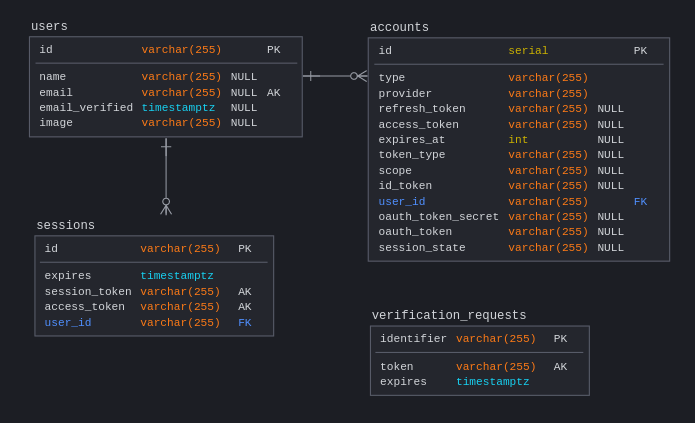 users
id varchar(255) PK
name varchar(255) NULL
email varchar(255) NULL AK
email_verified timestamptz NULL
image varchar(255) NULL
accounts
id serial PK
type varchar(255)
provider varchar(255)
refresh_token varchar(255) NULL
access_token varchar(255) NULL
expires_at int NULL
token_type varchar(255) NULL
scope varchar(255) NULL
id_token varchar(255) NULL
user_id varchar(255) FK
oauth_token_secret varchar(255) NULL
oauth_token varchar(255) NULL
session_state varchar(255) NULL
sessions
id varchar(255) PK
expires timestamptz
session_token varchar(255) AK
access_token varchar(255) AK
user_id varchar(255) FK
verification_requests
identifier varchar(255) PK
token varchar(255) AK
expires timestamptz